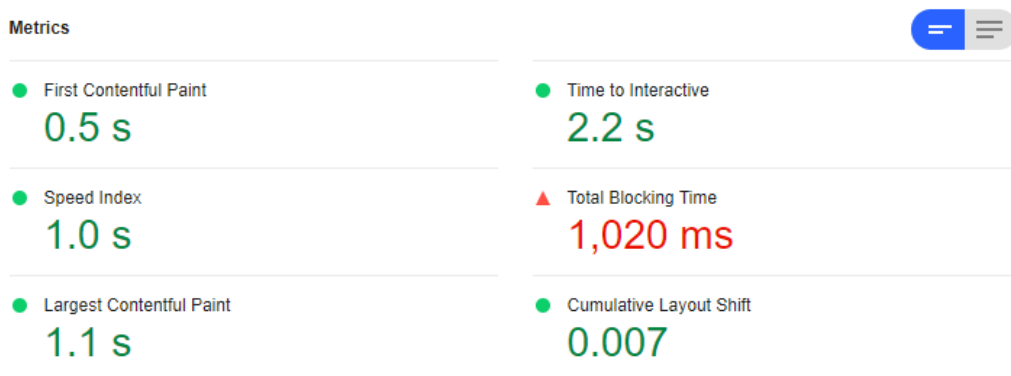 Metrics
First Contentful Paint
0.5 s
Time to Interactive
2.2 s
Speed Index
1.0 s
Total Blocking Time
1,020 ms
Largest Contentful Paint
1.1 s
Cumulative Layout Shift
0.007